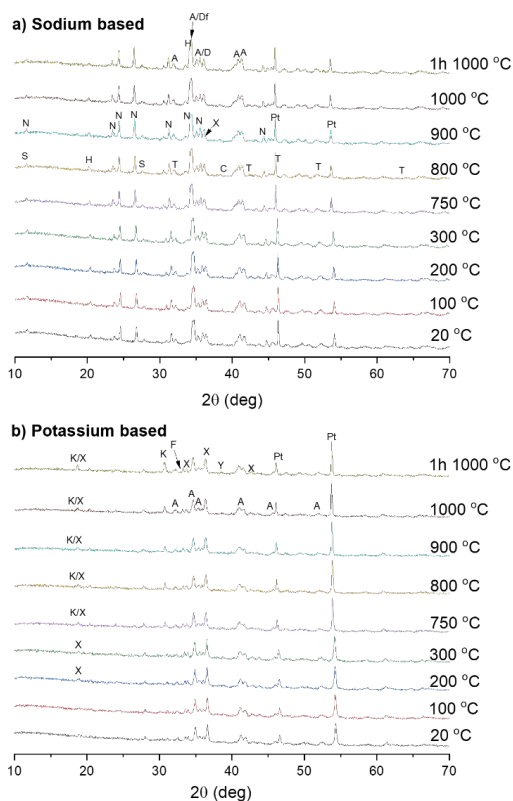 a) Sodium based
A/Df
H
A
A/D
A A
1h 1000 °C
1000 °C
N
N
N
N
N
N
N
N
X
Pt
Pt
900 °C
S
H
S
T
C
T
T
T
T
800 °C
750 °C
300 °C
200 °C
100 °C
20 °C
10 20 30 40 50 60 70
2θ (deg)
b) Potassium based
K/X
K
F
X
X
Y
X
Pt
Pt
1h 1000 °C
K/X
A
A
A
A
A
A
1000 °C
K/X
900 °C
K/X
800 °C
K/X
750 °C
X
300 °C
X
200 °C
100 °C
20 °C
10 20 30 40 50 60 70
2θ (deg)